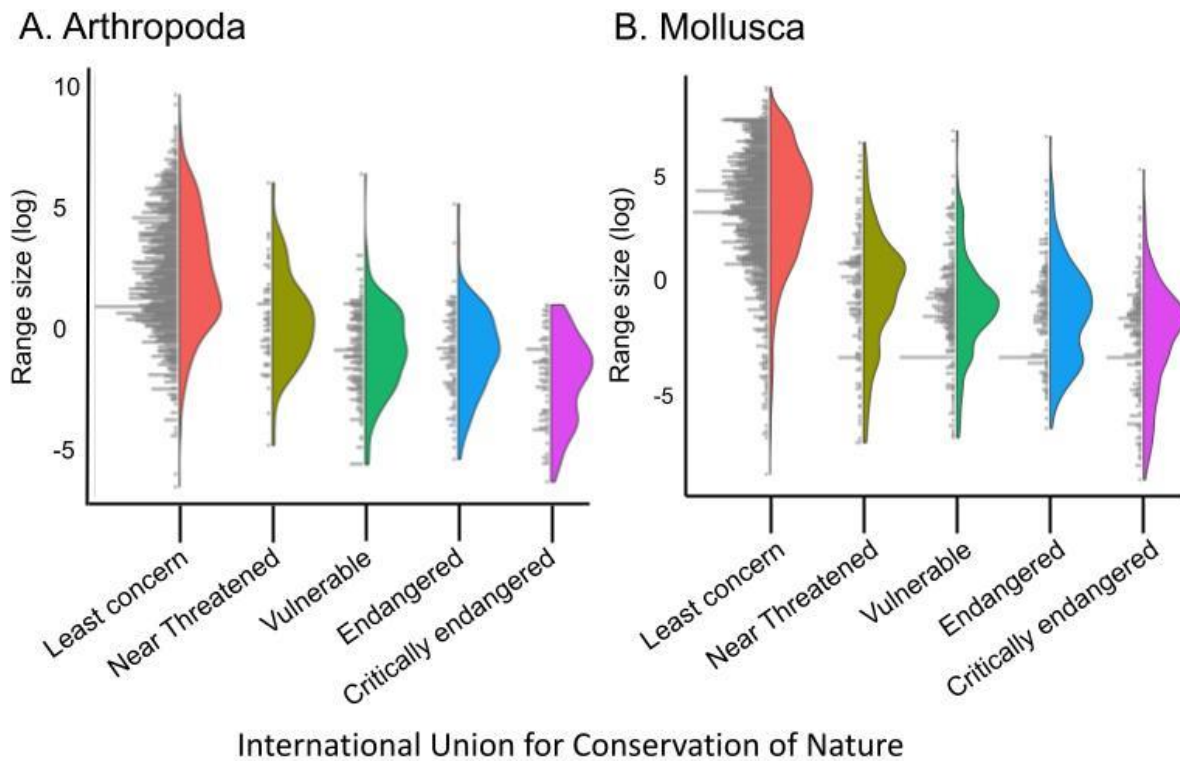 A. Arthropoda
10
5
0
-5
Range size (log)
Least concern
Near Threatened
Vulnerable
Endangered
Critically endangered
B. Mollusca
5
0
-5
Range size (log)
Least concern
Near Threatened
Vulnerable
Endangered
Critically endangered
International Union for Conservation of Nature